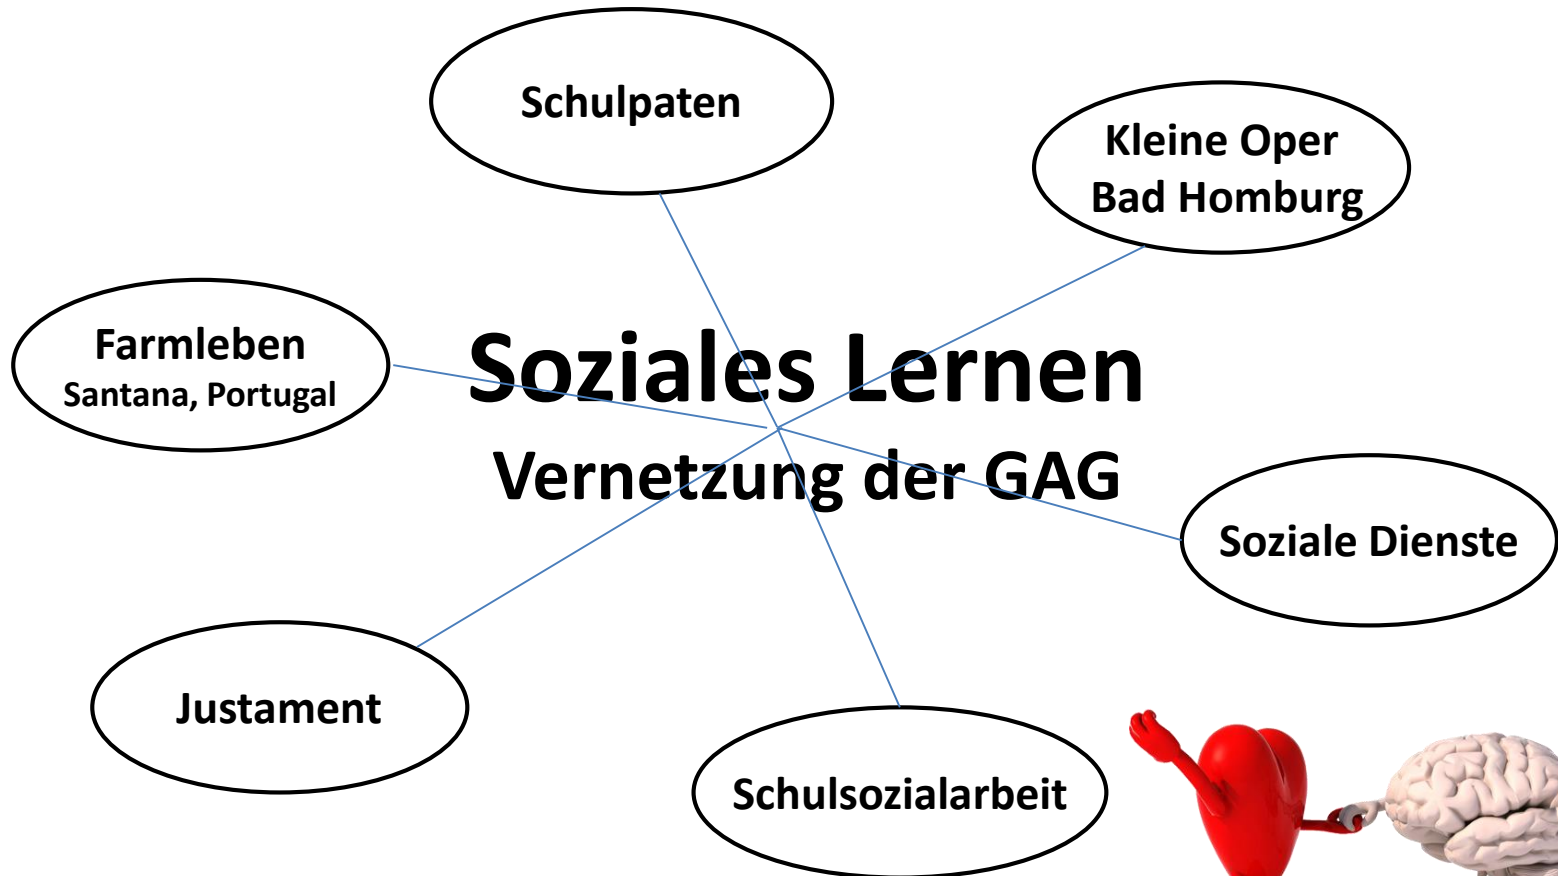 Schulpaten
Kleine Oper
Bad Homburg
Farmleben
Santana, Portugal
Soziales Lernen
Vernetzung der GAG
Soziale Dienste
Justament
Schulsozialarbeit